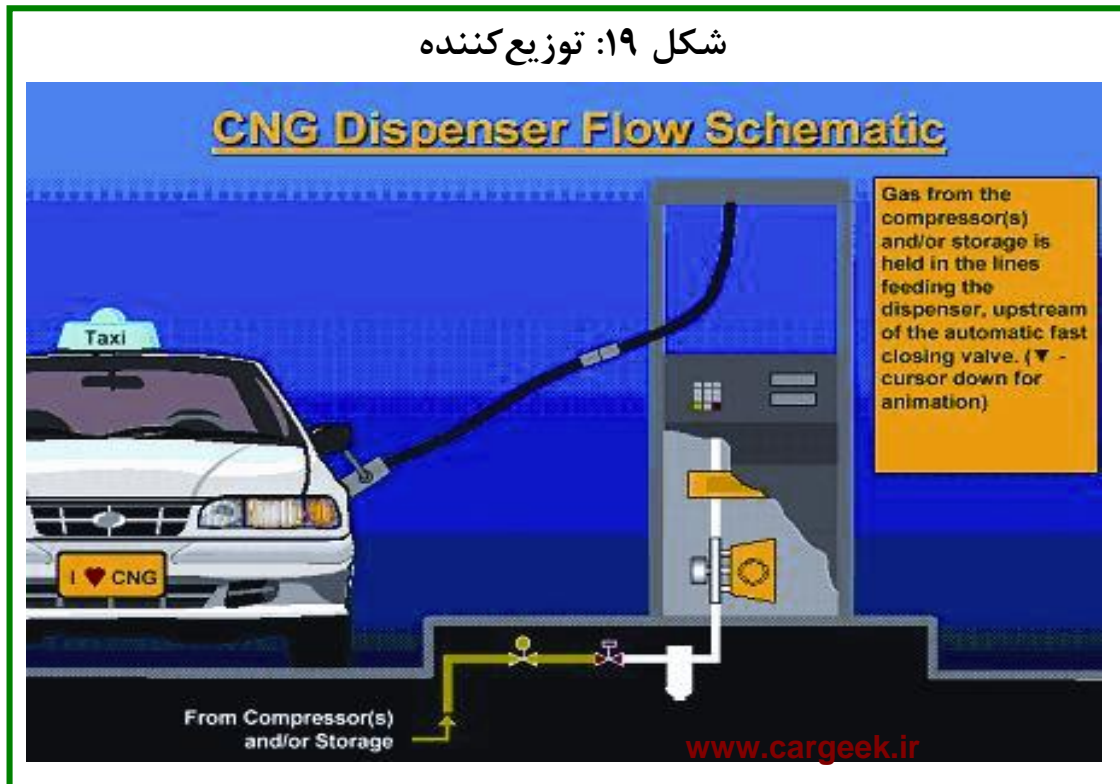 شکل ۱۹: توزیع‌کننده
CNG Dispenser Flow Schematic
Gas from the
compressor(s)
and/or storage is
held in the lines
feeding the
dispenser, upstream
of the automatic fast
closing valve. (▼ -
cursor down for
animation)
Taxi
I ♥ CNG
From Compressor(s)
and/or Storage
www.cargeek.ir